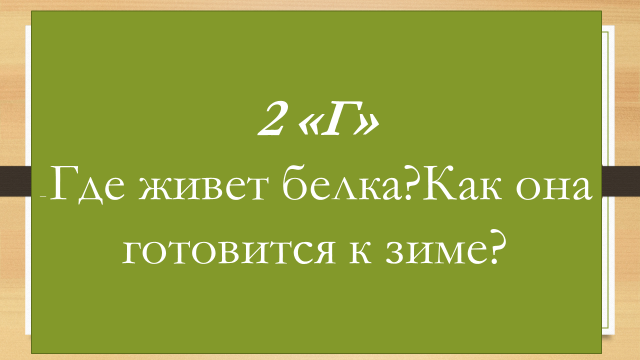 2 «Г»
-Где живет белка?Как она
готовится к зиме?